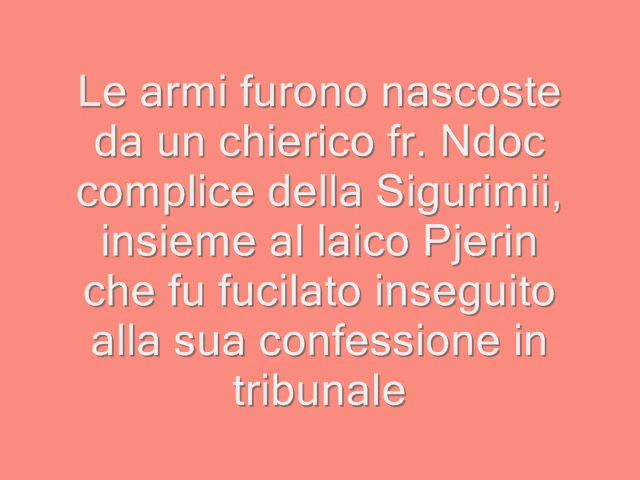 Le armi furono nascoste
da un chierico fr. Ndoc
complice della Sigurimii,
insieme al laico Pjerin
che fu fucilato inseguito
alla sua confessione in
tribunale